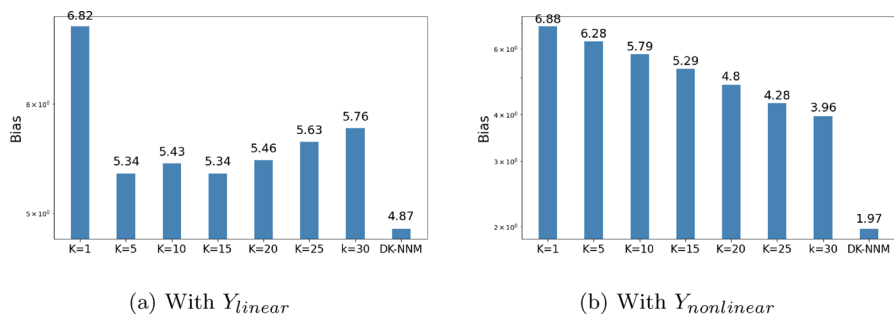 6.82
5.34
5.43
5.34
5.46
5.63
5.76
4.87
Bias
6 × 10⁰
5 × 10⁰
K=1 K=5 K=10 K=15 K=20 K=25 k=30 DK-NNM
(a) With Y_linear
6.88
6.28
5.79
5.29
4.8
4.28
3.96
1.97
Bias
6 × 10⁰
4 × 10⁰
3 × 10⁰
2 × 10⁰
K=1 K=5 K=10 K=15 K=20 K=25 k=30 DK-NNM
(b) With Y_nonlinear